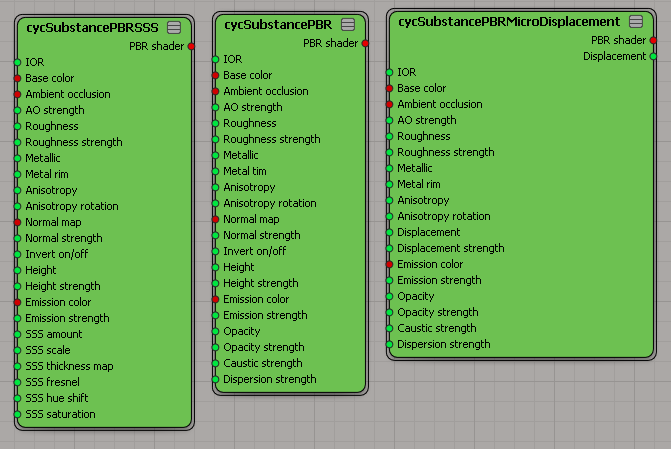 cycSubstancePBRSSS
PBR shader
IOR
Base color
Ambient occlusion
AO strength
Roughness
Roughness strength
Metallic
Metal rim
Anisotropy
Anisotropy rotation
Normal map
Normal strength
Invert on/off
Height
Height strength
Emission color
Emission strength
SSS amount
SSS scale
SSS thickness map
SSS fresnel
SSS hue shift
SSS saturation
cycSubstancePBR
PBR shader
IOR
Base color
Ambient occlusion
AO strength
Roughness
Roughness strength
Metallic
Metal tim
Anisotropy
Anisotropy rotation
Normal map
Normal strength
Invert on/off
Height
Height strength
Emission color
Emission strength
Opacity
Opacity strength
Caustic strength
Dispersion strength
cycSubstancePBRMicroDisplacement
PBR shader
Displacement
IOR
Base color
Ambient occlusion
AO strength
Roughness
Roughness strength
Metallic
Metal rim
Anisotropy
Anisotropy rotation
Displacement
Displacement strength
Emission color
Emission strength
Opacity
Opacity strength
Caustic strength
Dispersion strength